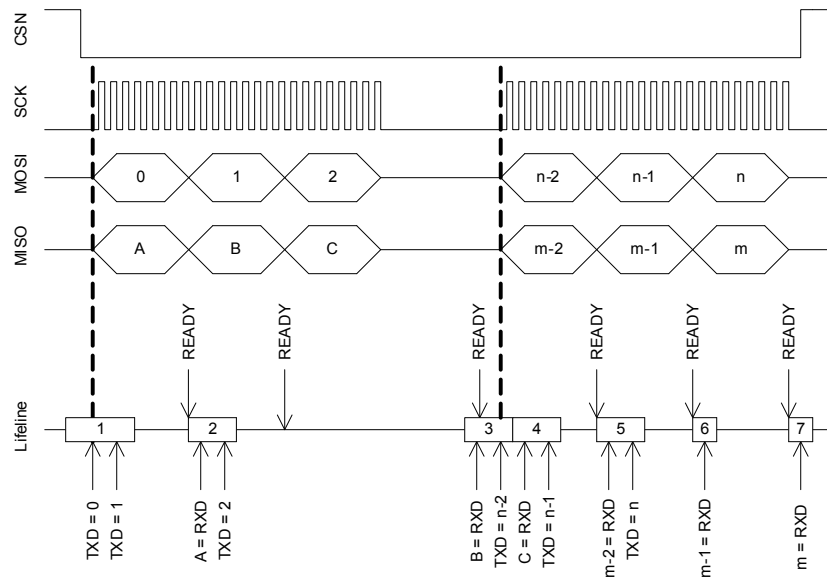 CSN
SCK
MOSI
0
1
2
n-2
n-1
n
MISO
A
B
C
m-2
m-1
m
READY
READY
READY
READY
READY
READY
Lifeline
1
2
3
4
5
6
7
TXD = 0
TXD = 1
A = RXD
TXD = 2
B = RXD
TXD = n-2
C = RXD
TXD = n-1
m-2 = RXD
TXD = n
m-1 = RXD
m = RXD